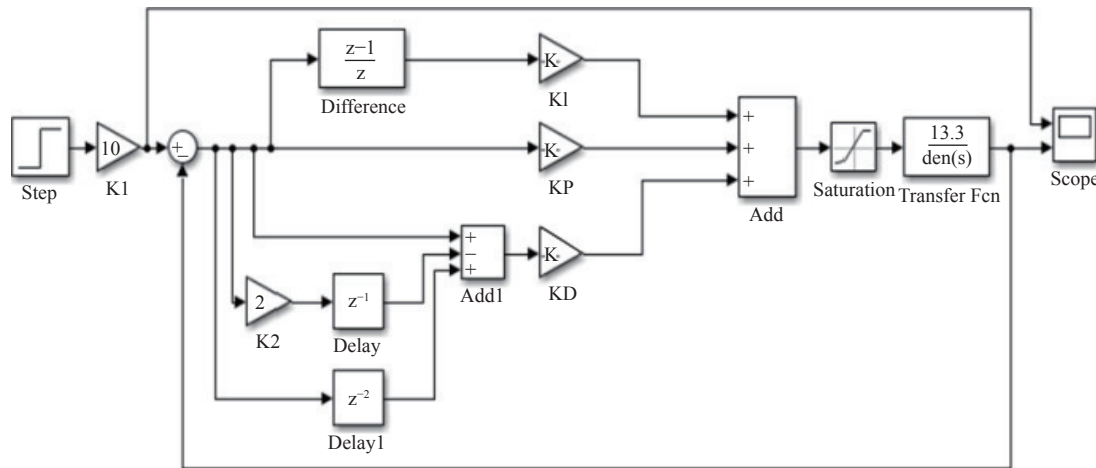 z−1
z
Difference
K
KI
Step
10
K1
+
−
K
KP
+
+
+
Add
Saturation
13.3
den(s)
Transfer Fcn
Scope
+
−
+
Add1
K
KD
2
K2
z⁻¹
Delay
z⁻²
Delay1